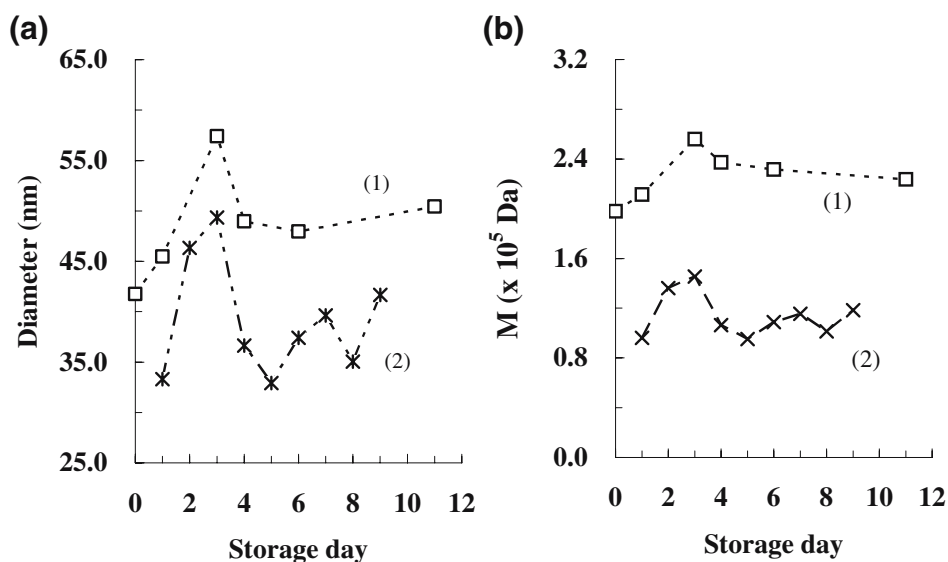 (a)
65.0
55.0
45.0
35.0
25.0
Diameter (nm)
(1)
(2)
0 2 4 6 8 10 12
Storage day
(b)
3.2
2.4
1.6
0.8
0.0
M (x 10⁵ Da)
(1)
(2)
0 2 4 6 8 10 12
Storage day